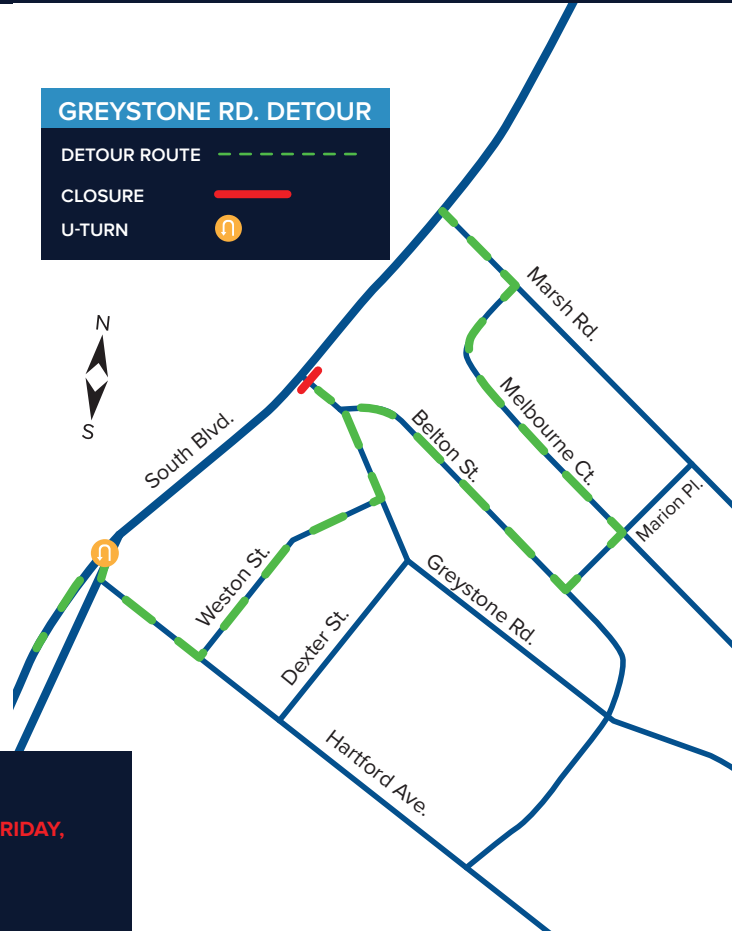 GREYSTONE RD. DETOUR
DETOUR ROUTE
CLOSURE
U-TURN
N
S
South Blvd.
Marsh Rd.
Melbourne Ct.
Belton St.
Marion Pl.
Weston St.
Greystone Rd.
Dexter St.
Hartford Ave.
RIDAY,